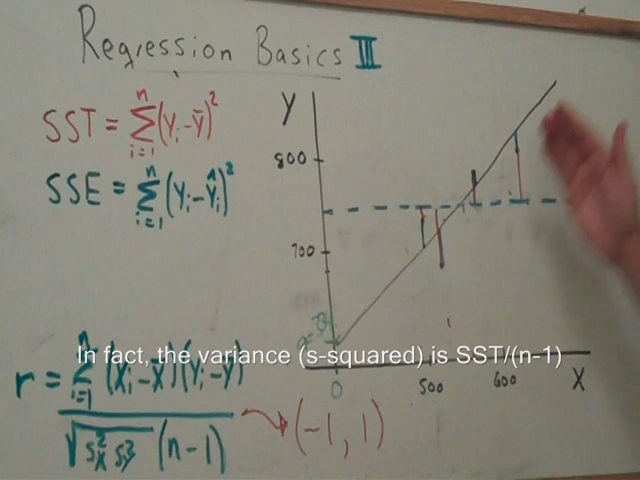 Regression Basics III
SST = Σ i=1 n (Yi - Ȳ)²
SSE = Σ i=1 n (Yi - Ŷi)²
Y
800
700
In fact, the variance (s-squared) is SST/(n-1)
r = Σ i=1 n (Xi - X̄)(Yi - Ȳ)
√Sx² Sy² (n-1)
(-1, 1)
0
500
600
X